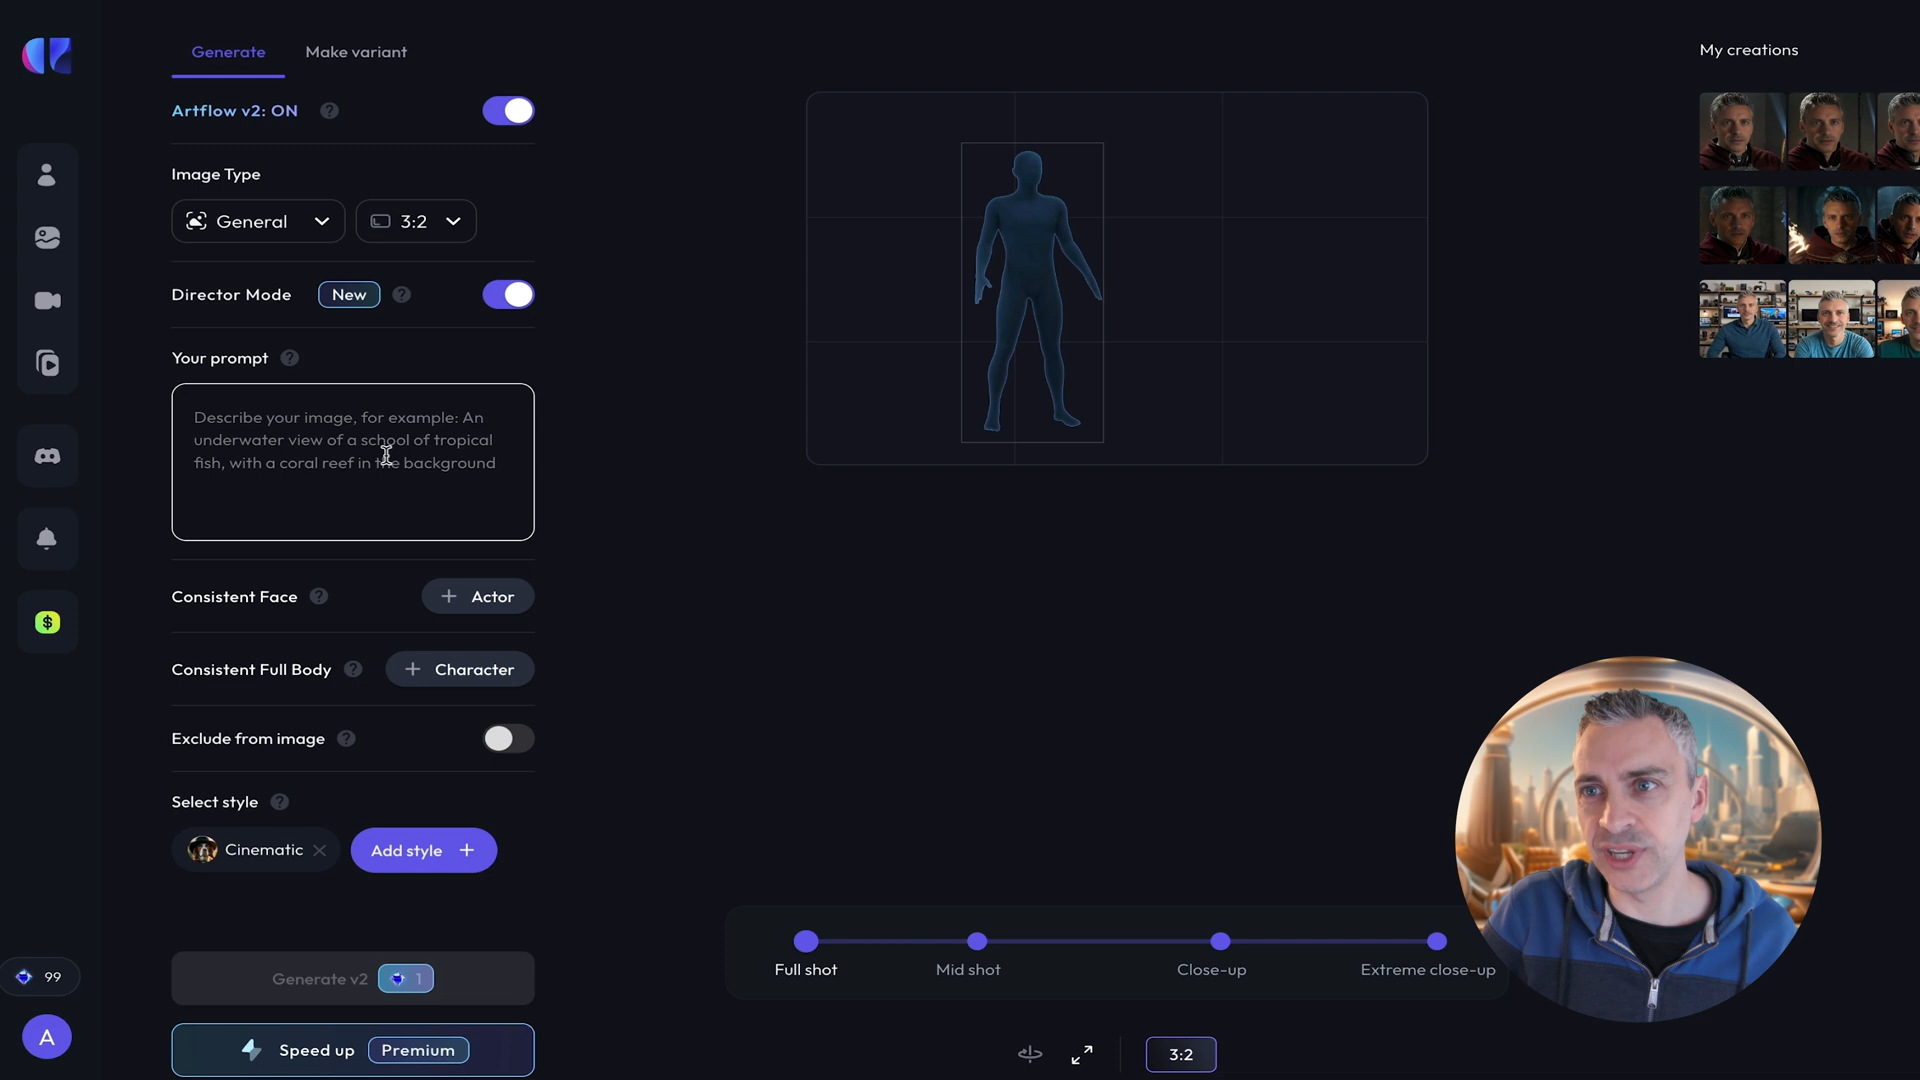 Generate
Make variant
My creations
Artflow v2: ON
?
Image Type
General
3:2
Director Mode
New
?
Your prompt
?
Describe your image, for example: An
underwater view of a school of tropical
fish, with a coral reef in the background
Consistent Face
?
+ Actor
Consistent Full Body
?
+ Character
Exclude from image
?
Select style
?
Cinematic
Add style +
$
99
Generate v2
1
A
Speed up
Premium
Full shot
Mid shot
Close-up
Extreme close-up
3:2